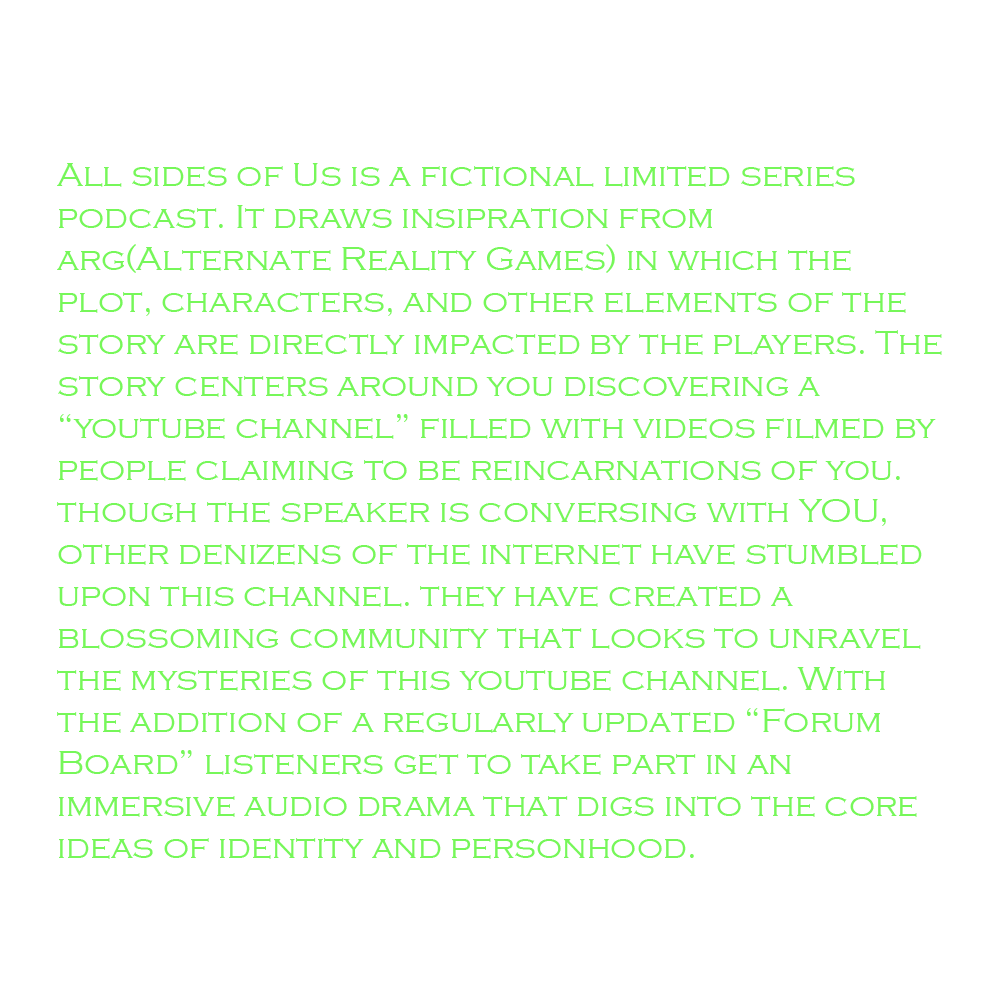 All sides of Us is a fictional limited series
podcast. It draws insipration from
arg(Alternate Reality Games) in which the
plot, characters, and other elements of the
story are directly impacted by the players. The
story centers around you discovering a
“youtube channel” filled with videos filmed by
people claiming to be reincarnations of you.
though the speaker is conversing with YOU,
other denizens of the internet have stumbled
upon this channel. they have created a
blossoming community that looks to unravel
the mysteries of this youtube channel. With
the addition of a regularly updated “Forum
Board” listeners get to take part in an
immersive audio drama that digs into the core
ideas of identity and personhood.